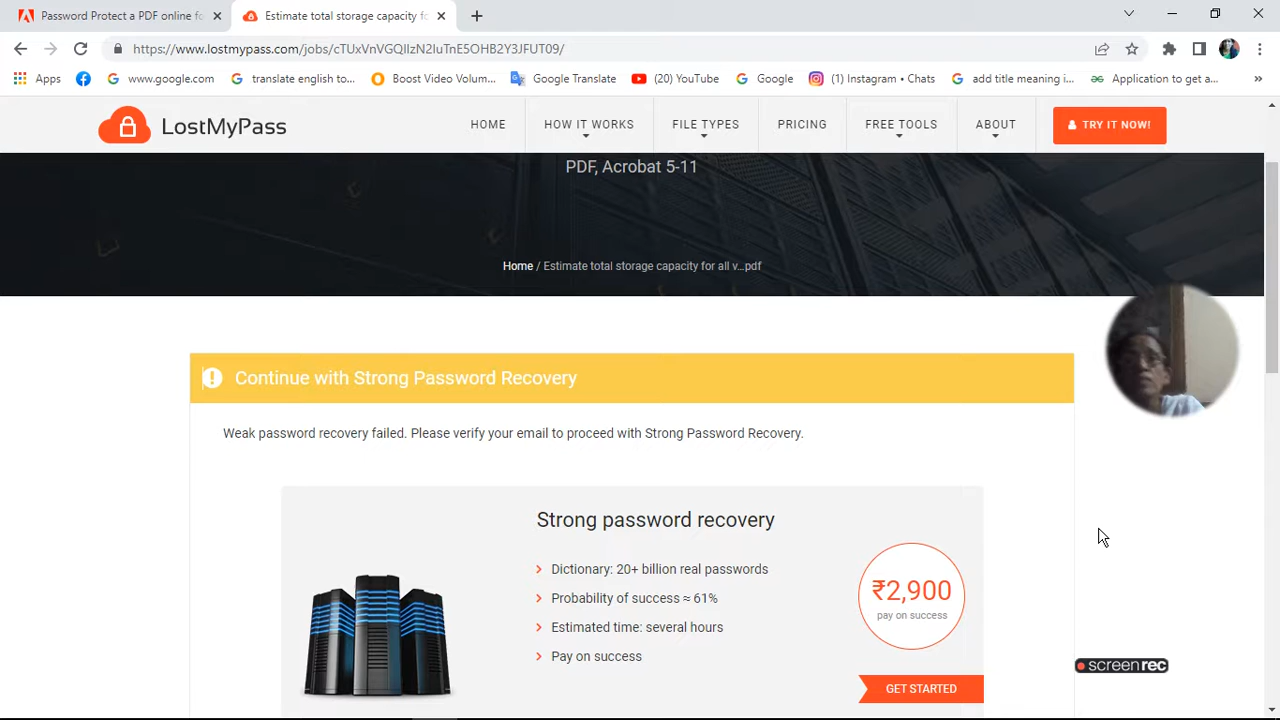 Password Protect a PDF online fo
Estimate total storage capacity fo
https://www.lostmypass.com/jobs/cTUxVnVGQllzN2luTnE5OHB2Y3JFUT09/
Apps
www.google.com
translate english to...
Boost Video Volum...
Google Translate
(20) YouTube
Google
(1) Instagram • Chats
add title meaning i...
Application to get a...
»
LostMyPass
HOME
HOW IT WORKS
FILE TYPES
PRICING
FREE TOOLS
ABOUT
TRY IT NOW!
PDF, Acrobat 5-11
Home / Estimate total storage capacity for all v...pdf
Continue with Strong Password Recovery
Weak password recovery failed. Please verify your email to proceed with Strong Password Recovery.
Strong password recovery
Dictionary: 20+ billion real passwords
Probability of success ≈ 61%
Estimated time: several hours
Pay on success
₹2,900
pay on success
GET STARTED
screenrec